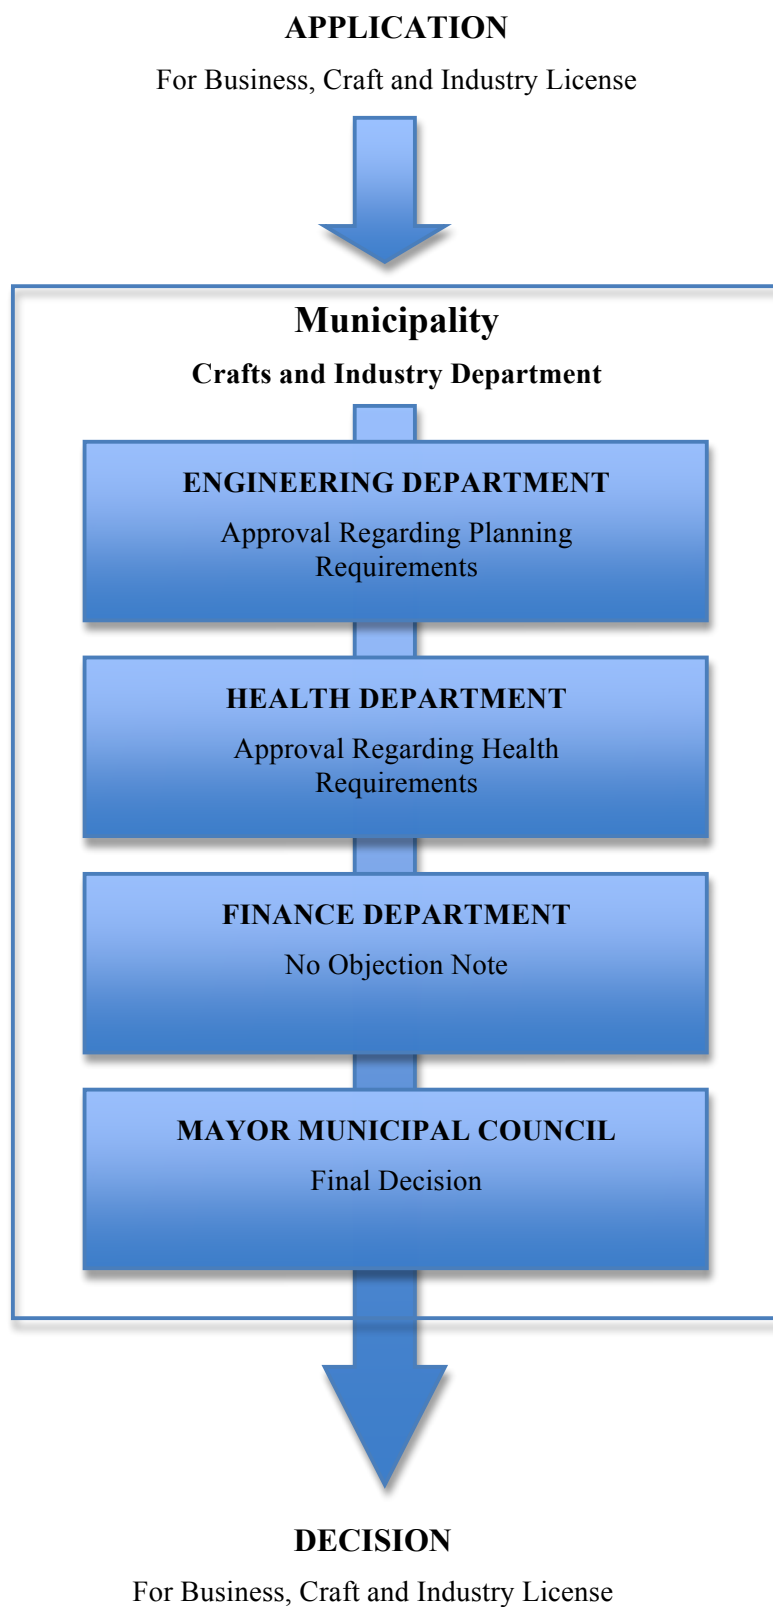 APPLICATION
For Business, Craft and Industry License
Municipality
Crafts and Industry Department
ENGINEERING DEPARTMENT
Approval Regarding Planning
Requirements
HEALTH DEPARTMENT
Approval Regarding Health
Requirements
FINANCE DEPARTMENT
No Objection Note
MAYOR MUNICIPAL COUNCIL
Final Decision
DECISION
For Business, Craft and Industry License